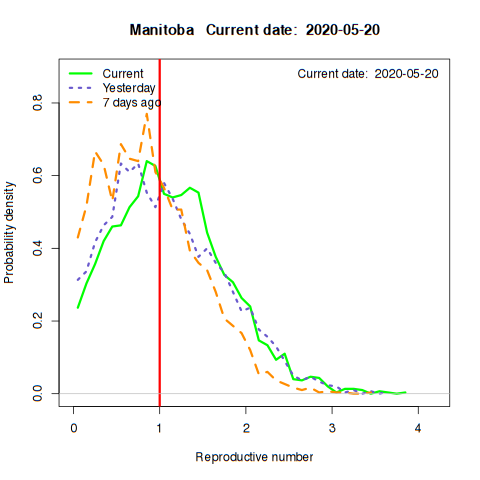 Manitoba Current date: 2020-05-20
Current date: 2020-05-20
Current
Yesterday
7 days ago
Probability density
0.8
0.6
0.4
0.2
0.0
0 1 2 3 4
Reproductive number